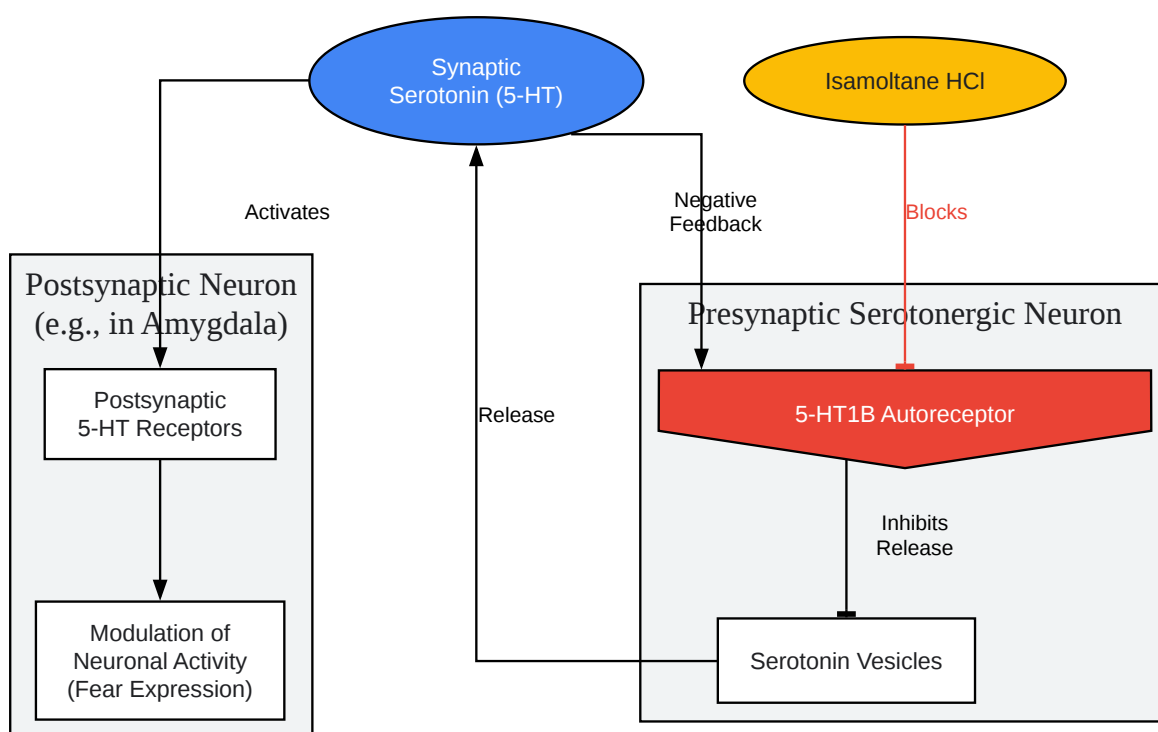 Synaptic
Serotonin (5-HT)
Isamoltane HCl
Activates
Negative
Feedback
Blocks
Postsynaptic Neuron
(e.g., in Amygdala)
Presynaptic Serotonergic Neuron
Postsynaptic
5-HT Receptors
Release
5-HT1B Autoreceptor
Inhibits
Release
Modulation of
Neuronal Activity
(Fear Expression)
Serotonin Vesicles